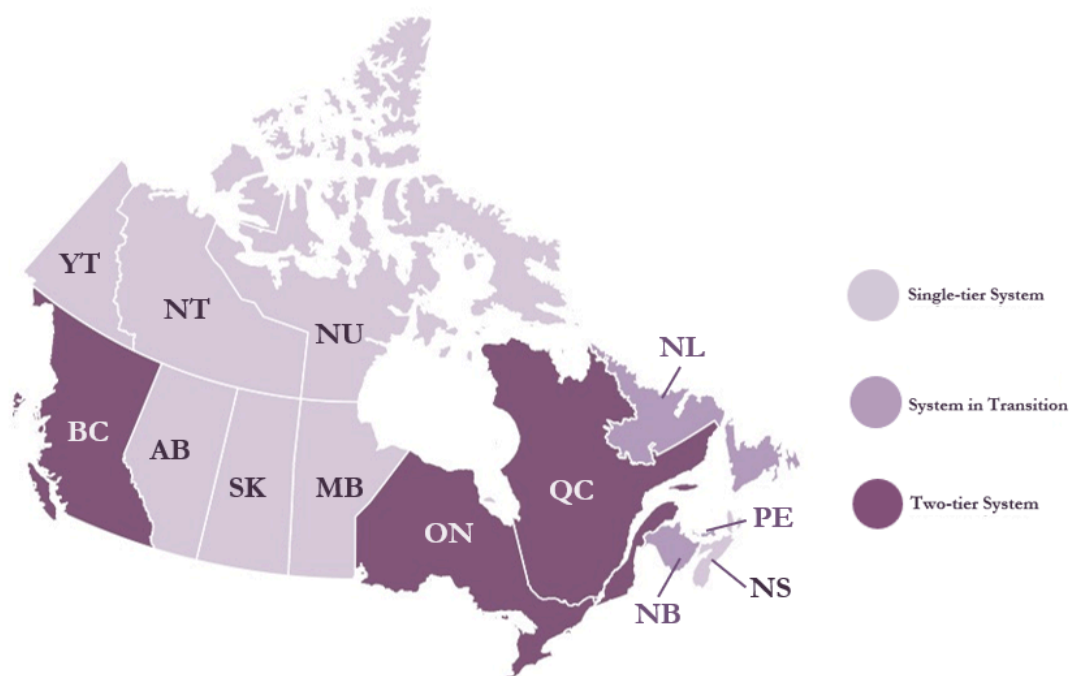 YT
NT
NU
BC
AB
SK
MB
ON
QC
NL
PE
NS
NB
Single-tier System
System in Transition
Two-tier System